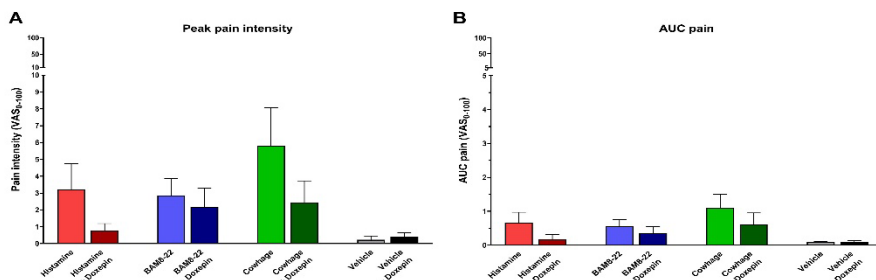 A
Peak pain intensity
Pain intensity (VAS0-100)
100
50
10
10
9
8
7
6
5
4
3
2
1
0
Histamine
Histamine
Doxepin
BAM8-22
BAM8-22
Doxepin
Cowhage
Cowhage
Doxepin
Vehicle
Vehicle
Doxepin
B
AUC pain
AUC pain (VAS0-100)
100
50
5
5
4
3
2
1
0
Histamine
Histamine
Doxepin
BAM8-22
BAM8-22
Doxepin
Cowhage
Cowhage
Doxepin
Vehicle
Vehicle
Doxepin